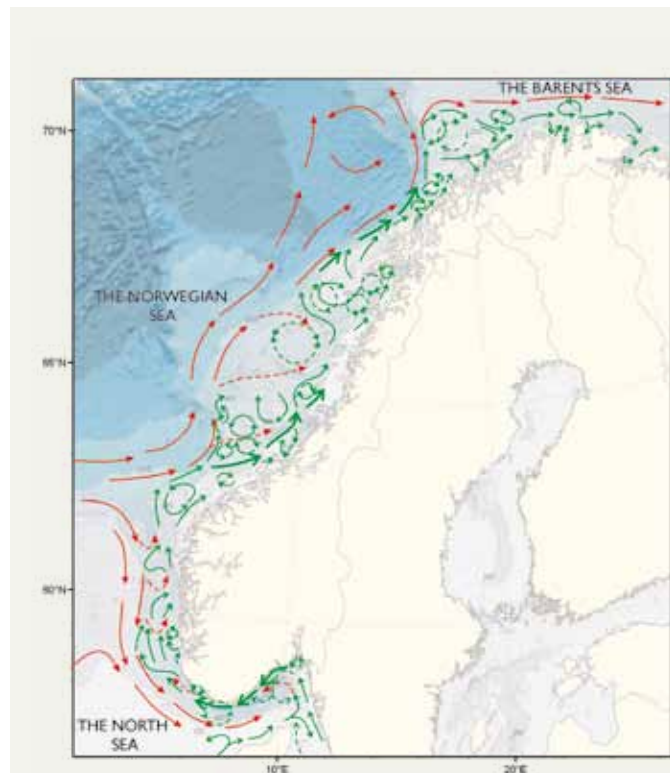 THE BARENTS SEA
70°N
THE NORWEGIAN
SEA
65°N
60°N
THE NORTH
SEA
10°E
20°E